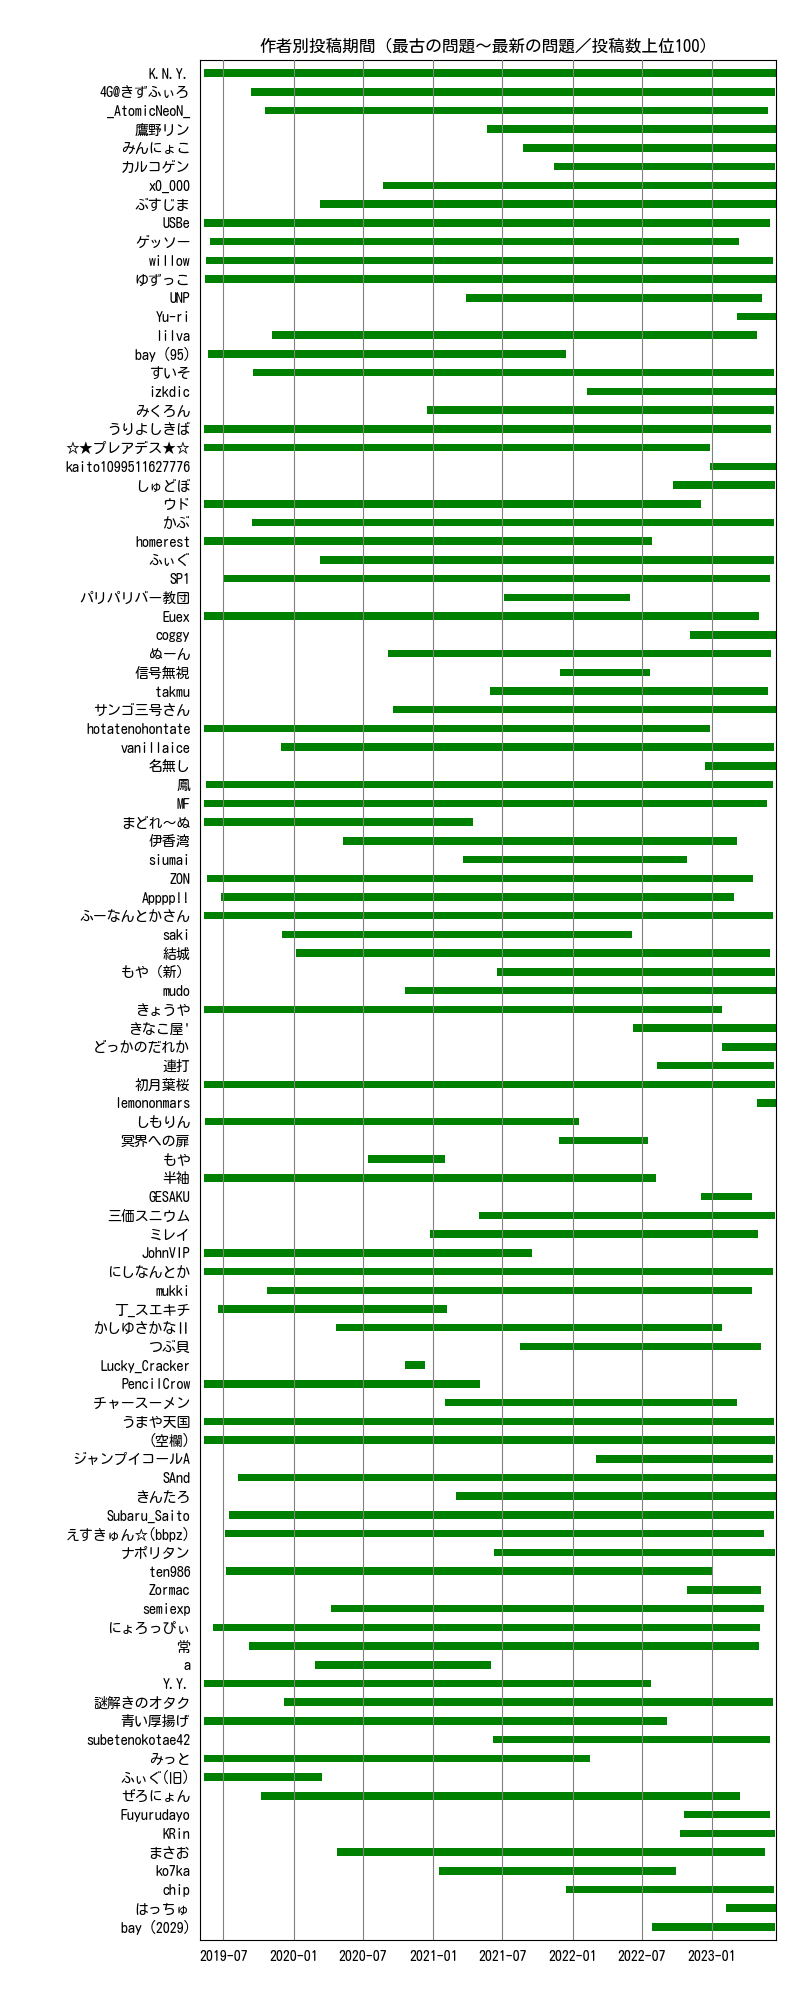 作者別投稿期間（最古の問題～最新の問題／投稿数上位100）
K.N.Y.
4G@きずふぃろ
_AtomicNeoN_
鷹野リン
みんにょこ
カルコゲン
x0_000
ぶすじま
USBe
ゲッソー
willow
ゆずっこ
UNP
Yu-ri
lilva
bay (95)
すいそ
izkdic
みくろん
うりよしきば
☆★プレアデス★☆
kaito1099511627776
しゅどぼ
ウド
かぶ
homerest
ふぃぐ
SP1
パリパリバー教団
Euex
coggy
ぬーん
信号無視
takmu
サンゴ三号さん
hotatenohontate
vanillaice
名無し
鳳
MF
まどれ～ぬ
伊香湾
siumai
ZON
Appppll
ふーなんとかさん
saki
結城
もや（新）
mudo
きょうや
きなこ屋'
どっかのだれか
連打
初月葉桜
lemononmars
しもりん
冥界への扉
もや
半袖
GESAKU
三価スニウム
ミレイ
JohnVIP
にしなんとか
mukki
丁_スエキチ
かしゆさかなⅡ
つぶ貝
Lucky_Cracker
PencilCrow
チャースーメン
うまや天国
(空欄)
ジャンプイコールA
SAnd
きんたろ
Subaru_Saito
えすきゅん☆(bbpz)
ナポリタン
ten986
Zormac
semiexp
にょろっぴぃ
常
a
Y.Y.
謎解きのオタク
青い厚揚げ
subetenokotae42
みっと
ふぃぐ(旧)
ぜろにょん
Fuyurudayo
KRin
まさお
ko7ka
chip
はっちゅ
bay (2029)
2019-07 2020-01 2020-07 2021-01 2021-07 2022-01 2022-07 2023-01